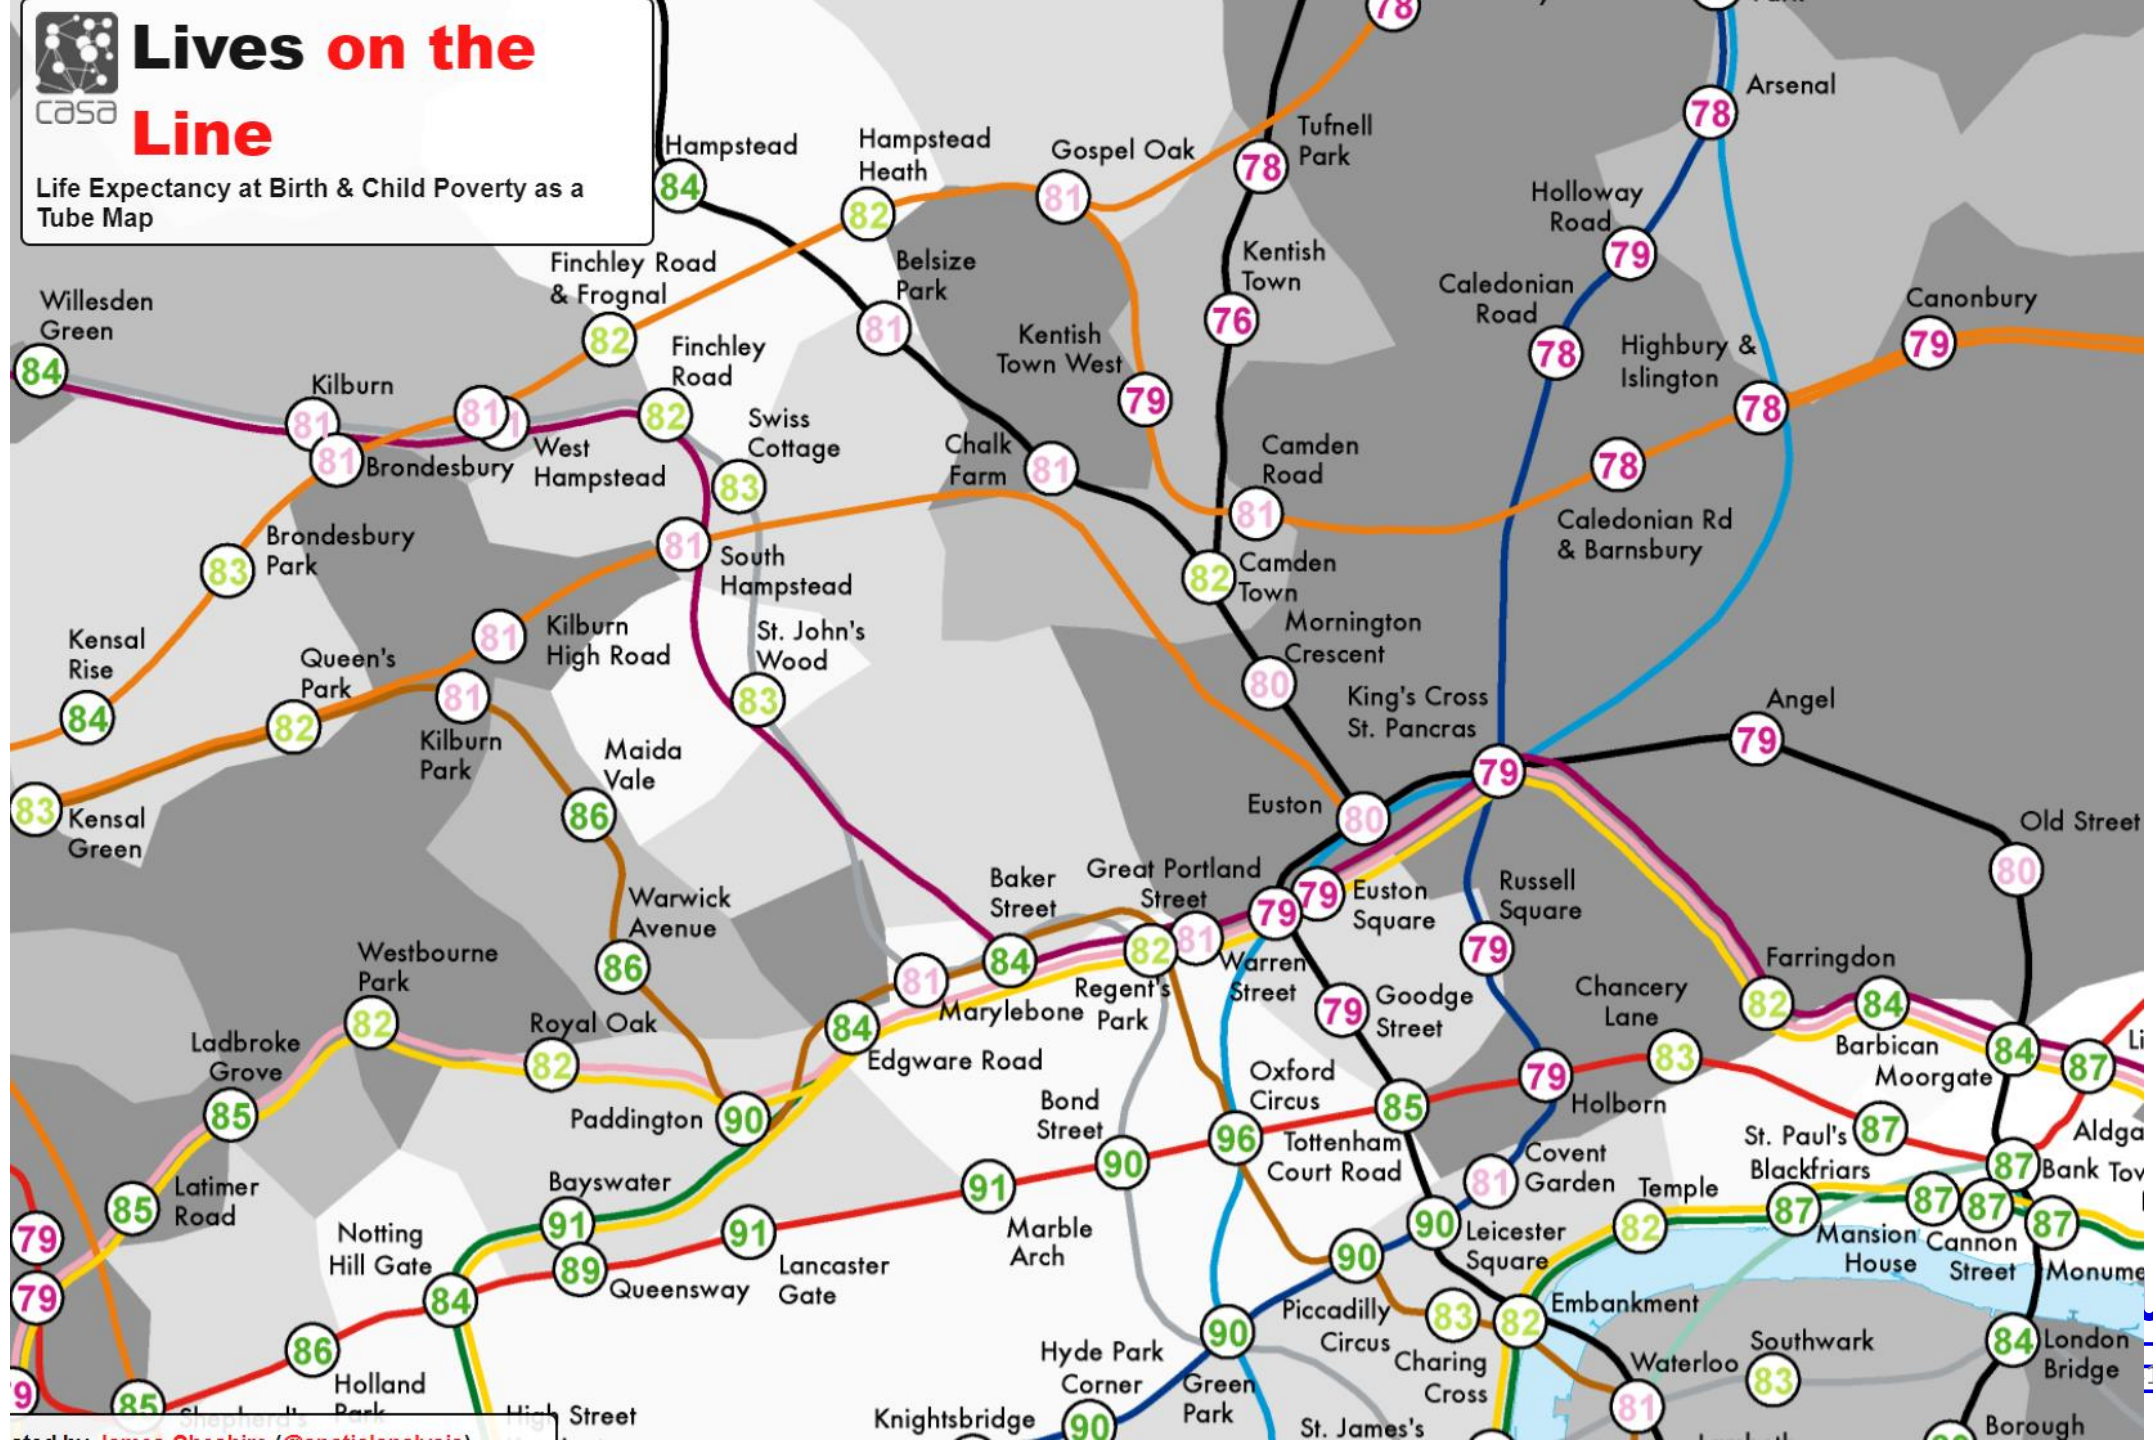 casa
Lives on the
Line
Life Expectancy at Birth & Child Poverty as a
Tube Map
78
Arsenal
78
Hampstead
84
Hampstead
Heath
82
Gospel Oak
81
Tufnell
Park
78
Holloway
Road
79
Finchley Road
& Frognal
82
Belsize
Park
81
Kentish
Town
76
Caledonian
Road
78
Canonbury
79
Willesden
Green
84
Kilburn
81
81
Brondesbury
81
West
Hampstead
Finchley
Road
82
Swiss
Cottage
83
Kentish
Town West
79
Highbury &
Islington
78
Chalk
Farm
81
Camden
Road
81
78
Caledonian Rd
& Barnsbury
Brondesbury
Park
83
81
South
Hampstead
82
Camden
Town
Kensal
Rise
84
Queen's
Park
82
81
Kilburn
High Road
81
Kilburn
Park
St. John's
Wood
83
Mornington
Crescent
80
King's Cross
St. Pancras
79
Angel
79
83
Kensal
Green
Maida
Vale
86
Euston
80
Old Street
80
Warwick
Avenue
86
Baker
Street
84
Great Portland
Street
81
82
Regent's
Park
79
Euston
Square
79
Warren
Street
Russell
Square
79
Westbourne
Park
82
81
Marylebone
79
Goodge
Street
Chancery
Lane
83
Farringdon
82
84
Barbican
84
Moorgate
87
Li
Ladbroke
Grove
85
Royal Oak
82
84
Edgware Road
Paddington
90
Bond
Street
90
Oxford
Circus
96
85
Tottenham
Court Road
79
Holborn
St. Paul's
87
Aldga
87
Bank
Tow
85
Latimer
Road
Bayswater
91
81
Covent
Garden
Temple
82
Blackfriars
87
87
Mansion
House
87
Cannon
Street
87
Monume
79
79
Notting
Hill Gate
84
89
Queensway
91
Lancaster
Gate
91
Marble
Arch
90
Leicester
Square
90
Piccadilly
Circus
83
Charing
Cross
82
Embankment
86
Holland
Park
85
Shepherd's
9
High Street
Hyde Park
Corner
90
Knightsbridge
90
Green
Park
St. James's
Waterloo
81
Southwark
83
84
London
Bridge
Borough